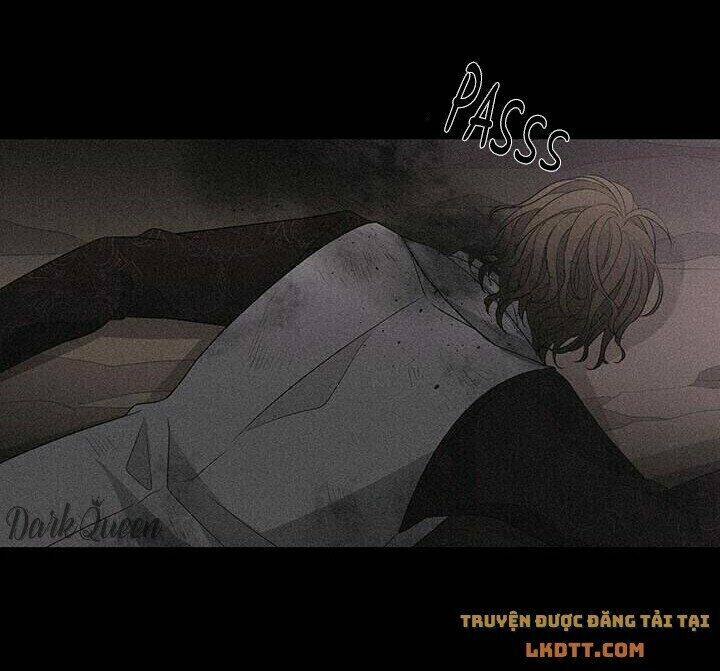 PASSS
DarkQueen
TRUYỆN ĐƯỢC ĐĂNG TẢI TẠI
LKDTT.COM